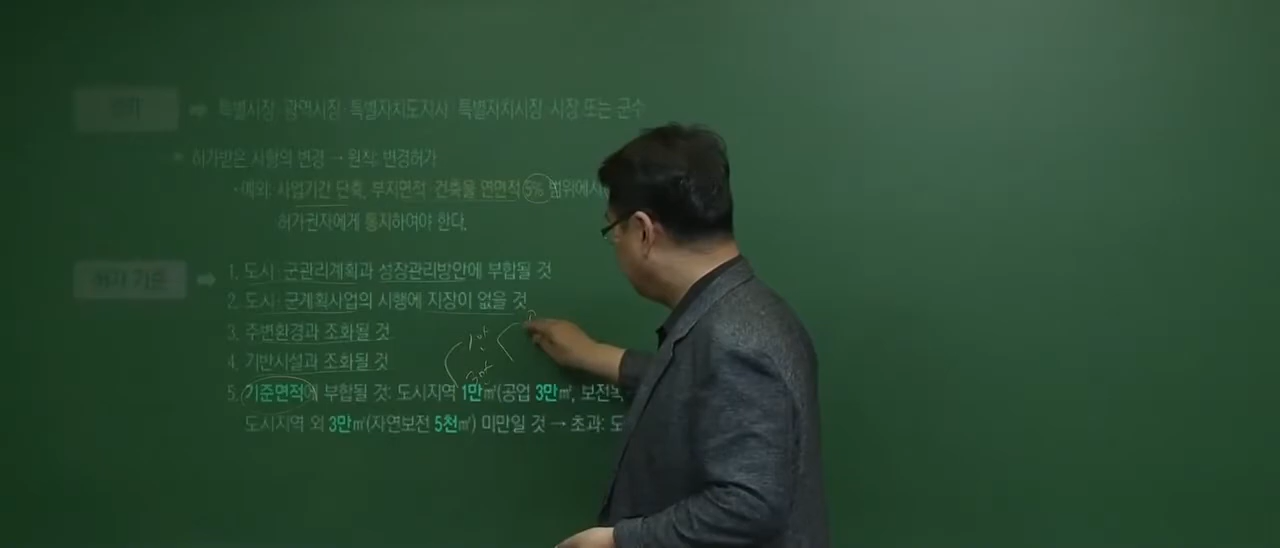 특별시장· 광역시장· 특별자치도지사· 특별자치시장· 시장 또는 군수
허가받은 사항의 변경 → 원칙: 변경허가
·예외: 사업기간 단축, 부지면적· 건축물 연면적 5% 범위에서
허가권자에게 통지하여야 한다.
허가 기준
1. 도시· 군관리계획과 성장관리방안에 부합될 것
2. 도시· 군계획사업의 시행에 지장이 없을 것
3. 주변환경과 조화될 것
1만
4. 기반시설과 조화될 것
3만
5. 기준면적에 부합될 것: 도시지역 1만㎡(공업 3만㎡, 보전녹
도시지역 외 3만㎡(자연보전 5천㎡) 미만일 것 → 초과: 도